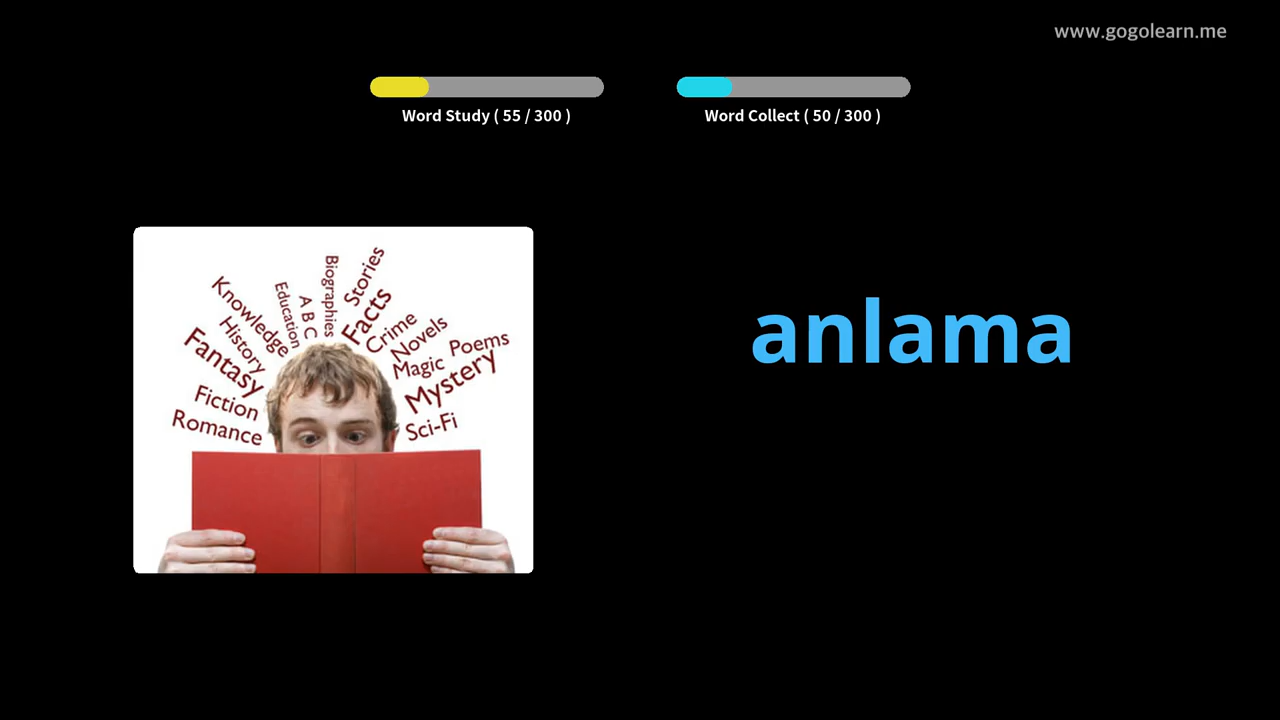 www.gogolearn.me
Word Study ( 55 / 300 )
Word Collect ( 50 / 300 )
anlama
Biographies
Stories
Education
A B C
Facts
Knowledge
Crime
History
Novels
Fantasy
Magic
Poems
Mystery
Fiction
Romance
Sci-Fi